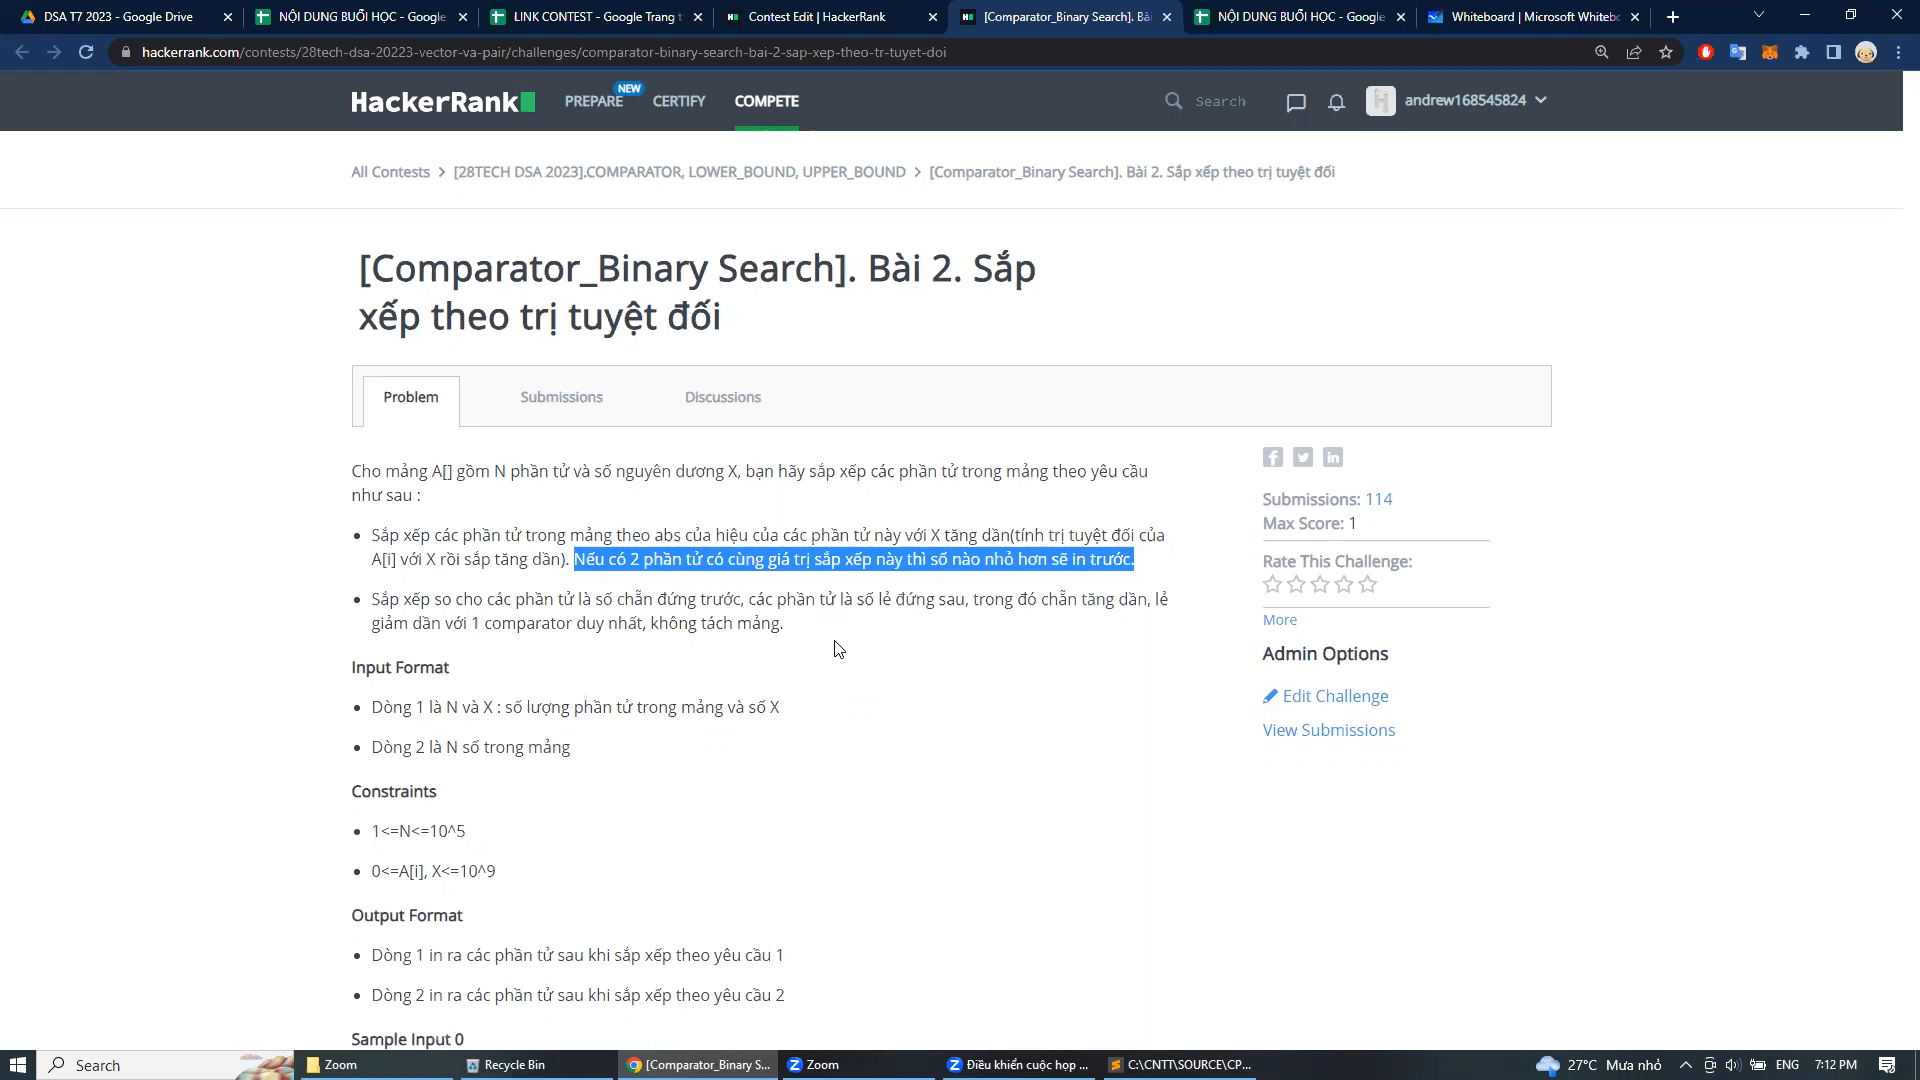 DSA T7 2023 - Google Drive
NỘI DUNG BUỔI HỌC - Google
LINK CONTEST - Google Trang t
Contest Edit | HackerRank
[Comparator_Binary Search]. Bài
NỘI DUNG BUỔI HỌC - Google
Whiteboard | Microsoft Whitebo
hackerrank.com/contests/28tech-dsa-20223-vector-va-pair/challenges/comparator-binary-search-bai-2-sap-xep-theo-tr-tuyet-doi
HackerRank
PREPARE
NEW
CERTIFY
COMPETE
Search
andrew168545824
All Contests > [28TECH DSA 2023].COMPARATOR, LOWER_BOUND, UPPER_BOUND > [Comparator_Binary Search]. Bài 2. Sắp xếp theo trị tuyệt đối
[Comparator_Binary Search]. Bài 2. Sắp
xếp theo trị tuyệt đối
Problem
Submissions
Discussions
Cho mảng A[] gồm N phần tử và số nguyên dương X, bạn hãy sắp xếp các phần tử trong mảng theo yêu cầu
như sau :
• Sắp xếp các phần tử trong mảng theo abs của hiệu của các phần tử này với X tăng dần(tính trị tuyệt đối của
A[i] với X rồi sắp tăng dần). Nếu có 2 phần tử có cùng giá trị sắp xếp này thì số nào nhỏ hơn sẽ in trước.
• Sắp xếp so cho các phần tử là số chẵn đứng trước, các phần tử là số lẻ đứng sau, trong đó chẵn tăng dần, lẻ
giảm dần với 1 comparator duy nhất, không tách mảng.
Input Format
• Dòng 1 là N và X : số lượng phần tử trong mảng và số X
• Dòng 2 là N số trong mảng
Constraints
• 1<=N<=10^5
• 0<=A[i], X<=10^9
Output Format
• Dòng 1 in ra các phần tử sau khi sắp xếp theo yêu cầu 1
• Dòng 2 in ra các phần tử sau khi sắp xếp theo yêu cầu 2
Sample Input 0
Submissions: 114
Max Score: 1
Rate This Challenge:
More
Admin Options
Edit Challenge
View Submissions
Search
Zoom
Recycle Bin
[Comparator_Binary S...
Zoom
Điều khiển cuộc họp ...
C:\CNTT\SOURCE\CP...
27°C Mưa nhỏ
ENG
7:12 PM